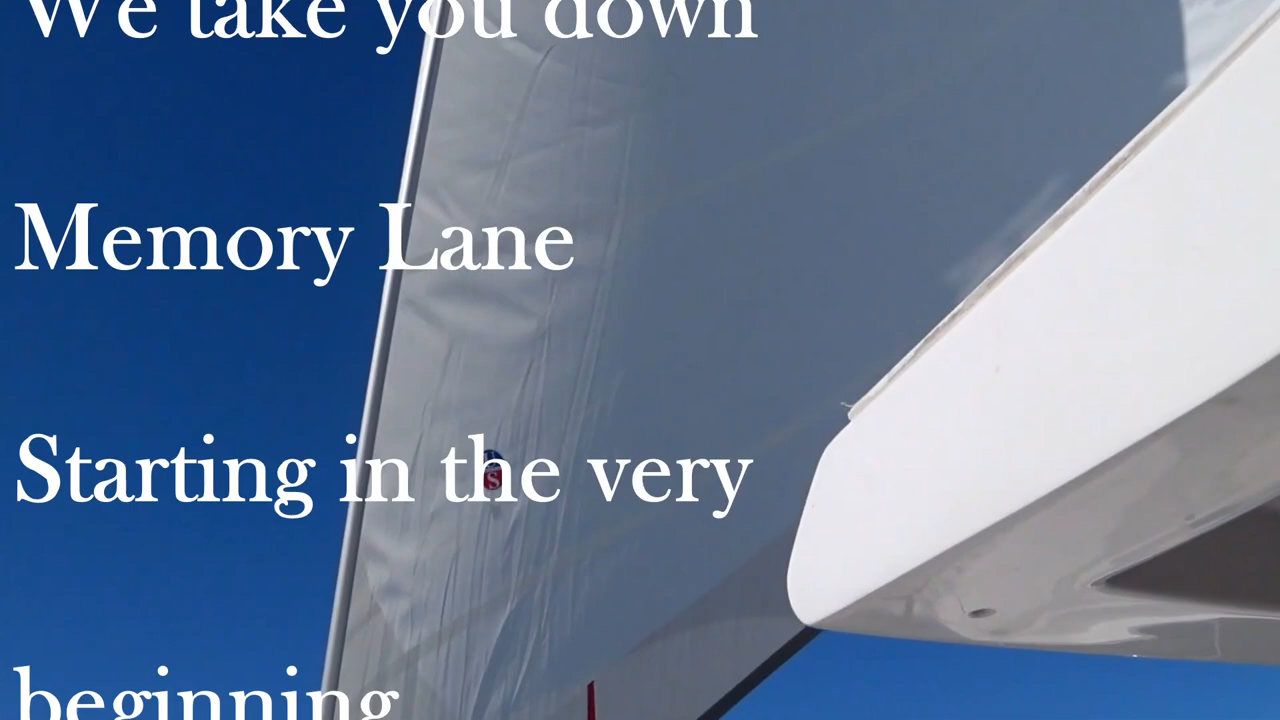 We take you down
Memory Lane
Starting in the very
beginning
S